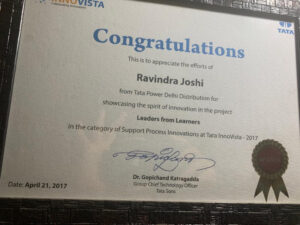 INNOVISTA
TATA
Congratulations
This is to appreciate the efforts of
Ravindra Joshi
from Tata Power Delhi Distribution for
showcasing the spirit of innovation in the project
Leaders from Learners
in the category of Support Process Innovations at Tata InnoVista - 2017
Dr. Gopichand Katragadda
Group Chief Technology Officer
Tata Sons
Date: April 21, 2017